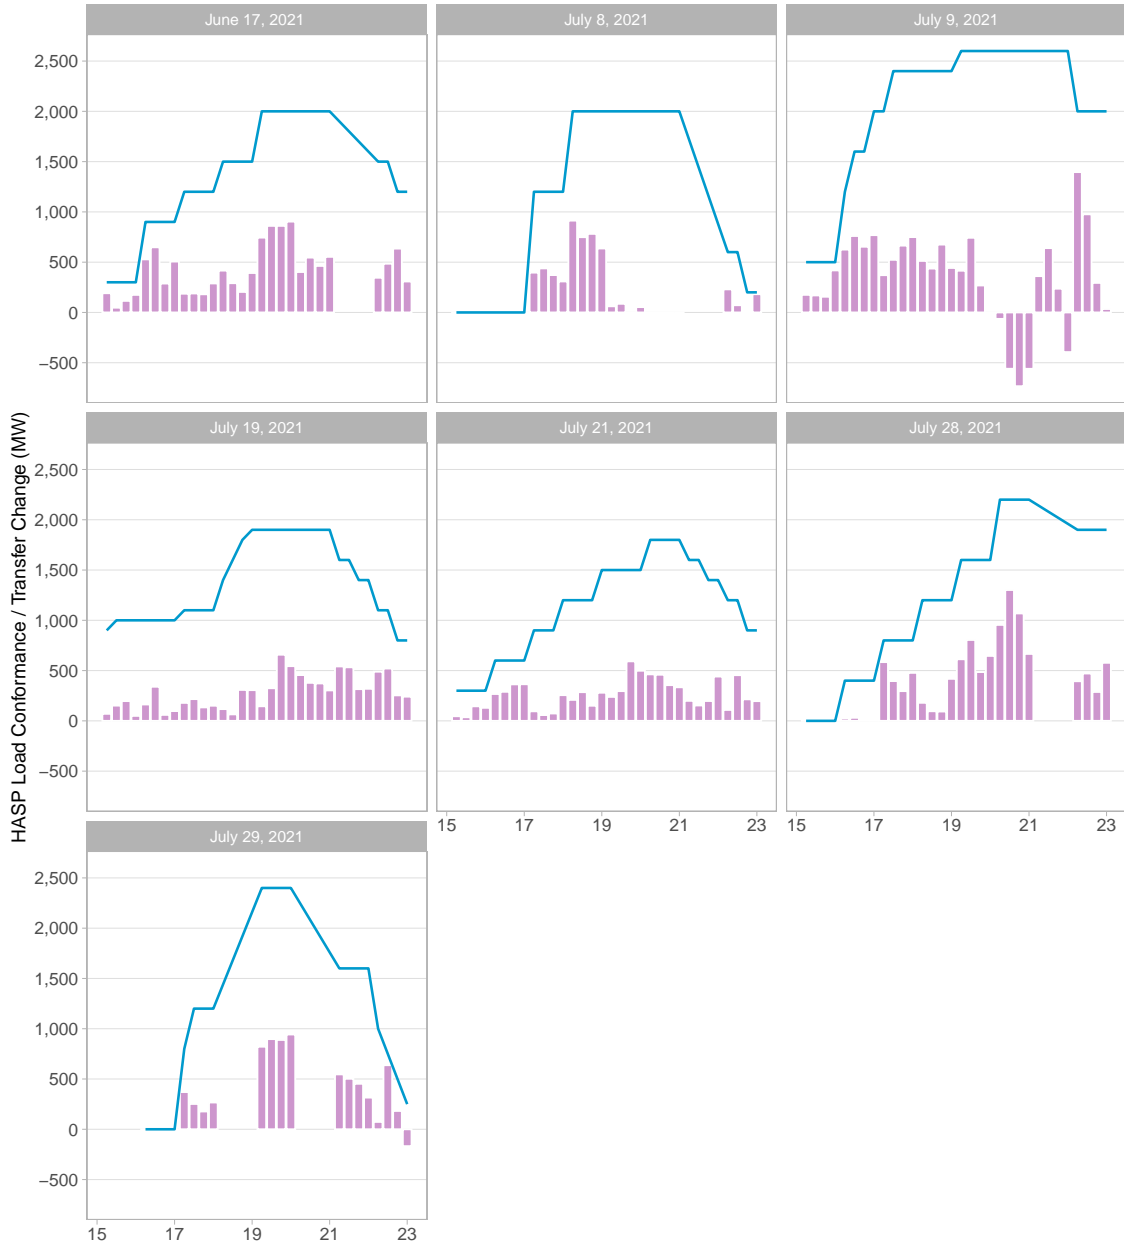 June 17, 2021
July 8, 2021
July 9, 2021
2,500
2,000
1,500
1,000
500
0
−500
HASP Load Conformance / Transfer Change (MW)
July 19, 2021
July 21, 2021
July 28, 2021
2,500
2,000
1,500
1,000
500
0
−500
15 17 19 21 23
15 17 19 21 23
July 29, 2021
2,500
2,000
1,500
1,000
500
0
−500
15 17 19 21 23